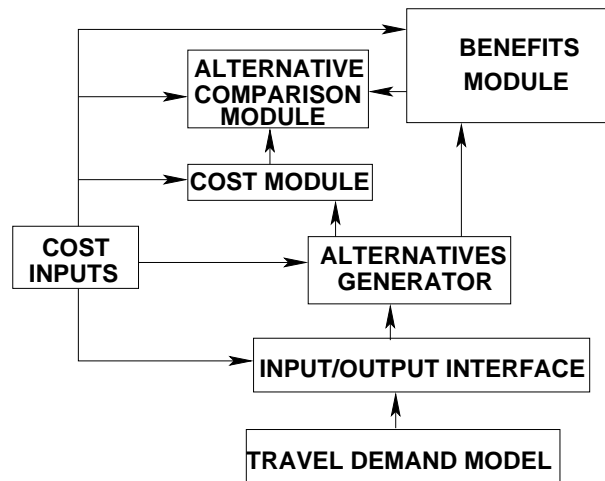 BENEFITS
MODULE
ALTERNATIVE
COMPARISON
MODULE
COST MODULE
COST
INPUTS
ALTERNATIVES
GENERATOR
INPUT/OUTPUT INTERFACE
TRAVEL DEMAND MODEL